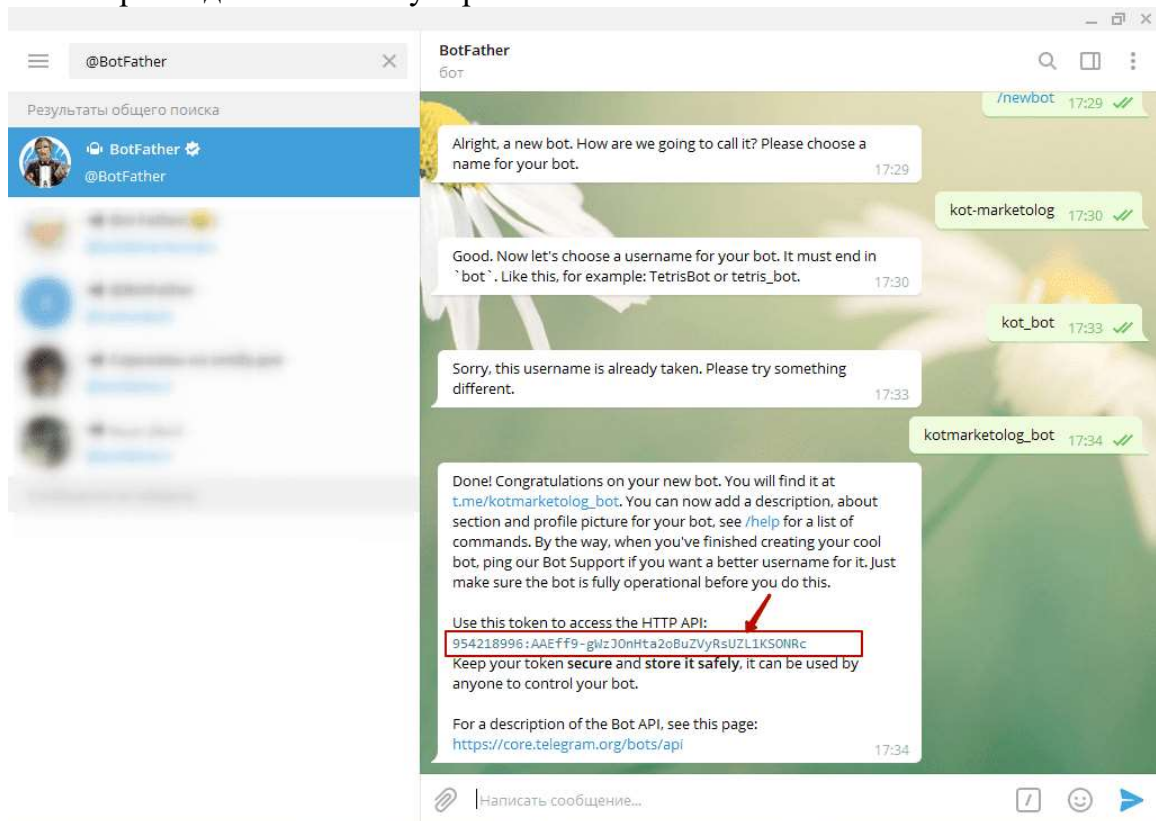 @BotFather
Результаты общего поиска
BotFather
@BotFather
BotFather
бот
/newbot 17:29
Alright, a new bot. How are we going to call it? Please choose a
name for your bot. 17:29
kot-marketolog 17:30
Good. Now let's choose a username for your bot. It must end in
`bot`. Like this, for example: TetrisBot or tetris_bot. 17:30
kot_bot 17:33
Sorry, this username is already taken. Please try something
different. 17:33
kotmarketolog_bot 17:34
Done! Congratulations on your new bot. You will find it at
t.me/kotmarketolog_bot. You can now add a description, about
section and profile picture for your bot, see /help for a list of
commands. By the way, when you've finished creating your cool
bot, ping our Bot Support if you want a better username for it. Just
make sure the bot is fully operational before you do this.
Use this token to access the HTTP API:
954218996:AAEff9-gWzJOnHta2oBuZVyRsUZL1KSONRc
Keep your token secure and store it safely, it can be used by
anyone to control your bot.
For a description of the Bot API, see this page:
https://core.telegram.org/bots/api 17:34
Написать сообщение...